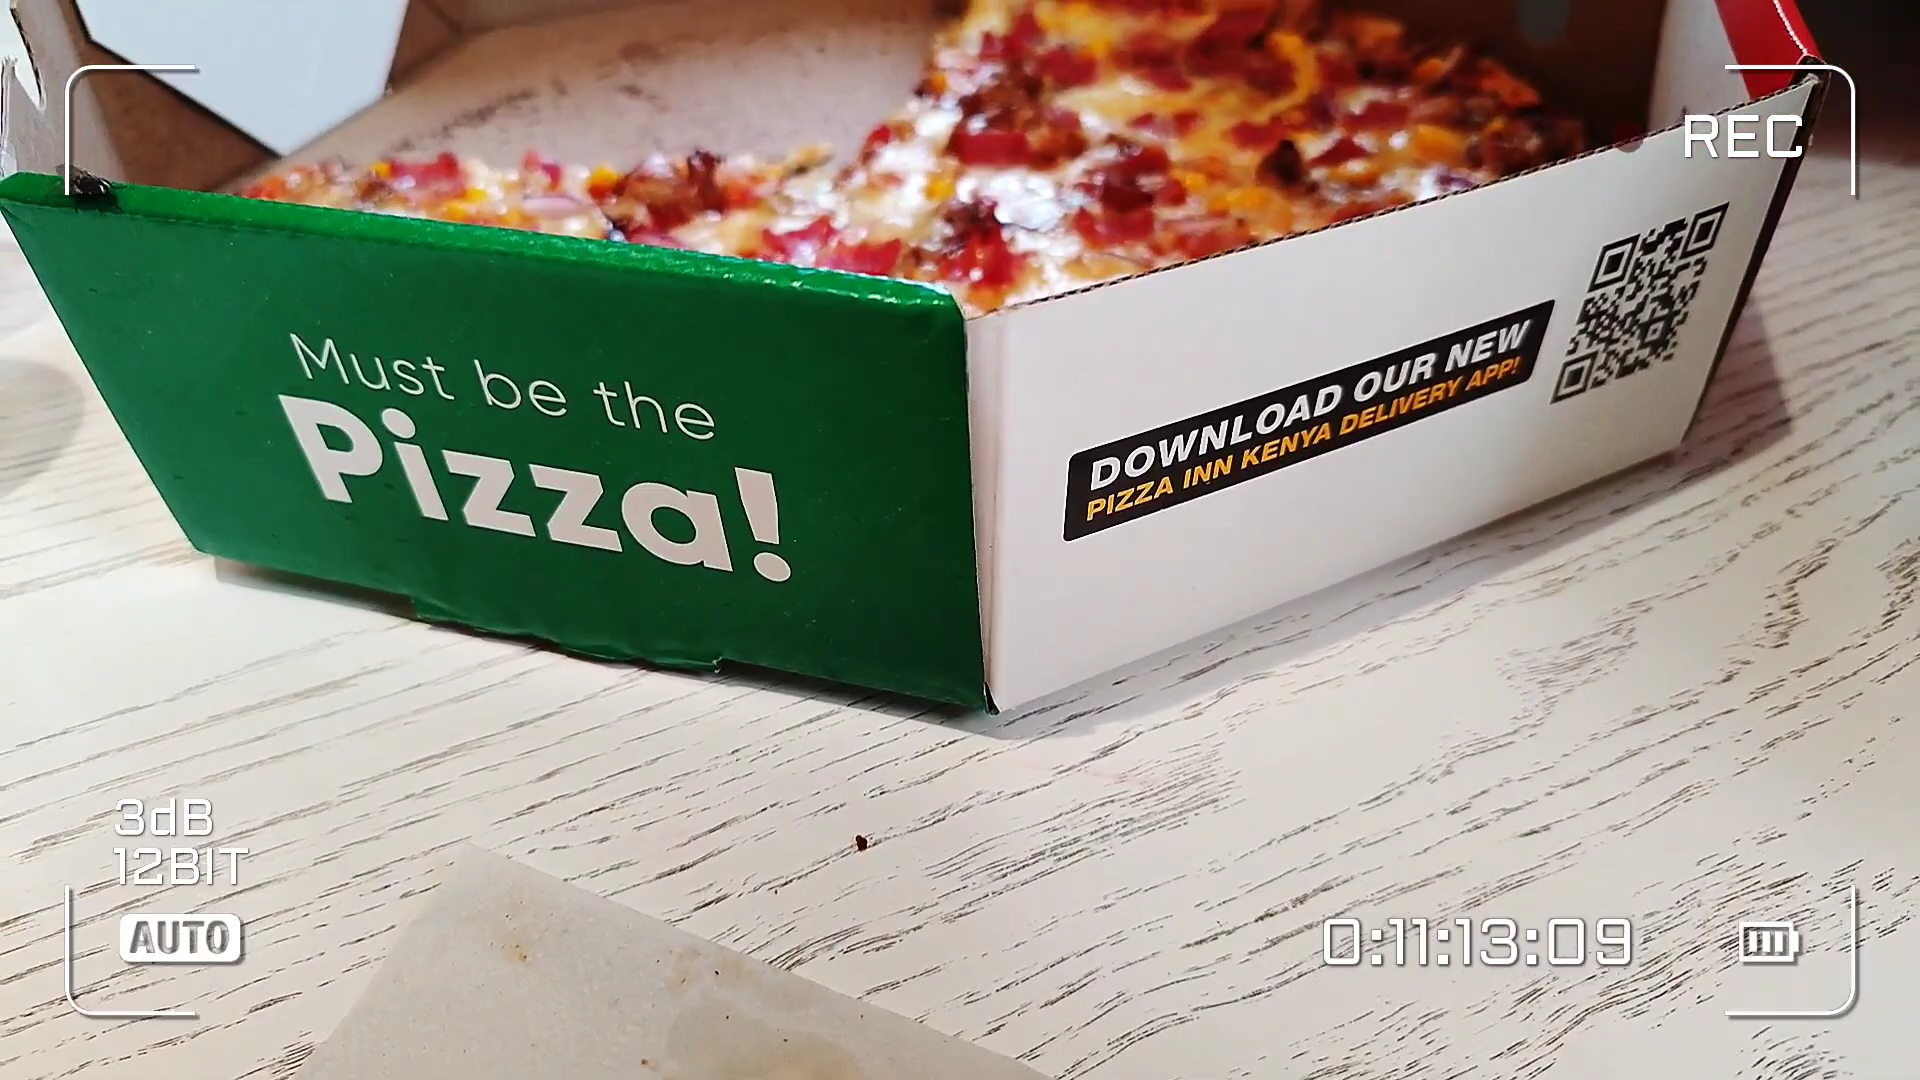 REC
Must be the
Pizza!
DOWNLOAD OUR NEW
PIZZA INN KENYA DELIVERY APP!
3dB
12BIT
AUTO
0:11:13:09